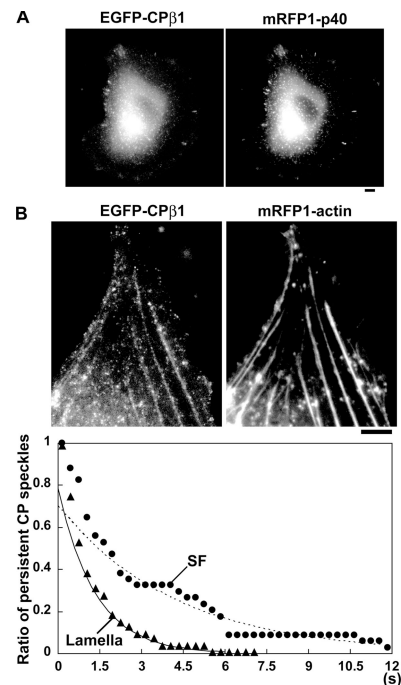 A
EGFP-CPβ1 mRFP1-p40
B
EGFP-CPβ1 mRFP1-actin
Ratio of persistent CP speckles
1
0.8
0.6
0.4
0.2
0
SF
Lamella
0 1.5 3 4.5 6 7.5 9 10.5 12
(s)